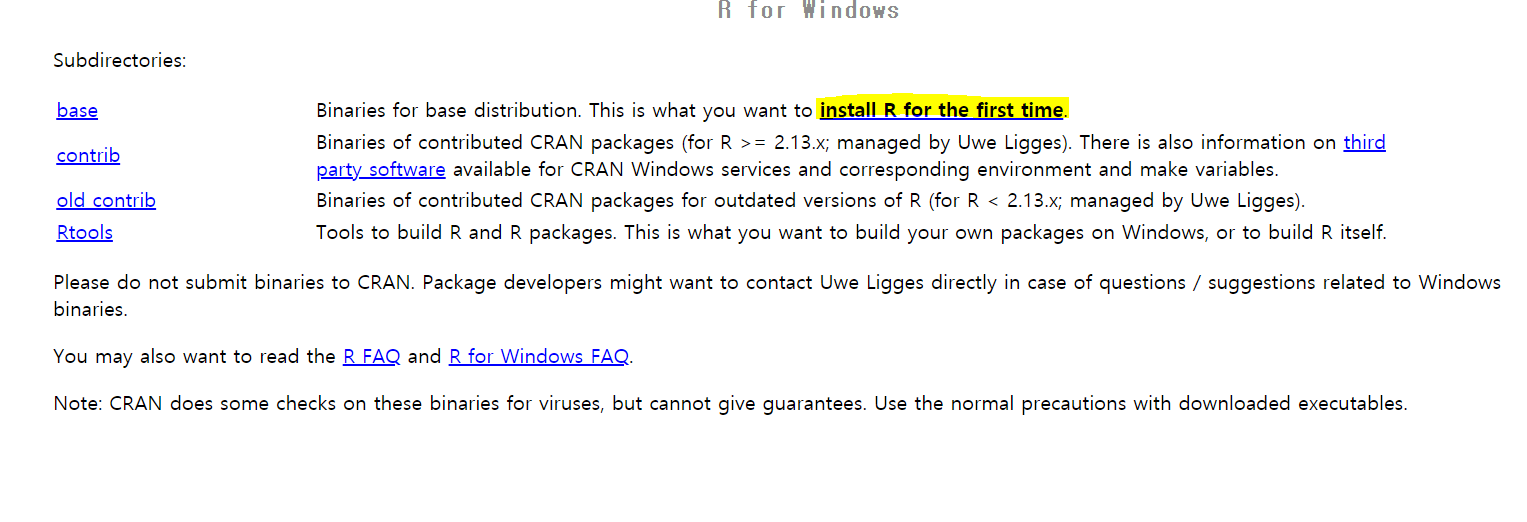 R for Windows
Subdirectories:
base Binaries for base distribution. This is what you want to install R for the first time.
contrib Binaries of contributed CRAN packages (for R >= 2.13.x; managed by Uwe Ligges). There is also information on third
party software available for CRAN Windows services and corresponding environment and make variables.
old contrib Binaries of contributed CRAN packages for outdated versions of R (for R < 2.13.x; managed by Uwe Ligges).
Rtools Tools to build R and R packages. This is what you want to build your own packages on Windows, or to build R itself.
Please do not submit binaries to CRAN. Package developers might want to contact Uwe Ligges directly in case of questions / suggestions related to Windows
binaries.
You may also want to read the R FAQ and R for Windows FAQ.
Note: CRAN does some checks on these binaries for viruses, but cannot give guarantees. Use the normal precautions with downloaded executables.